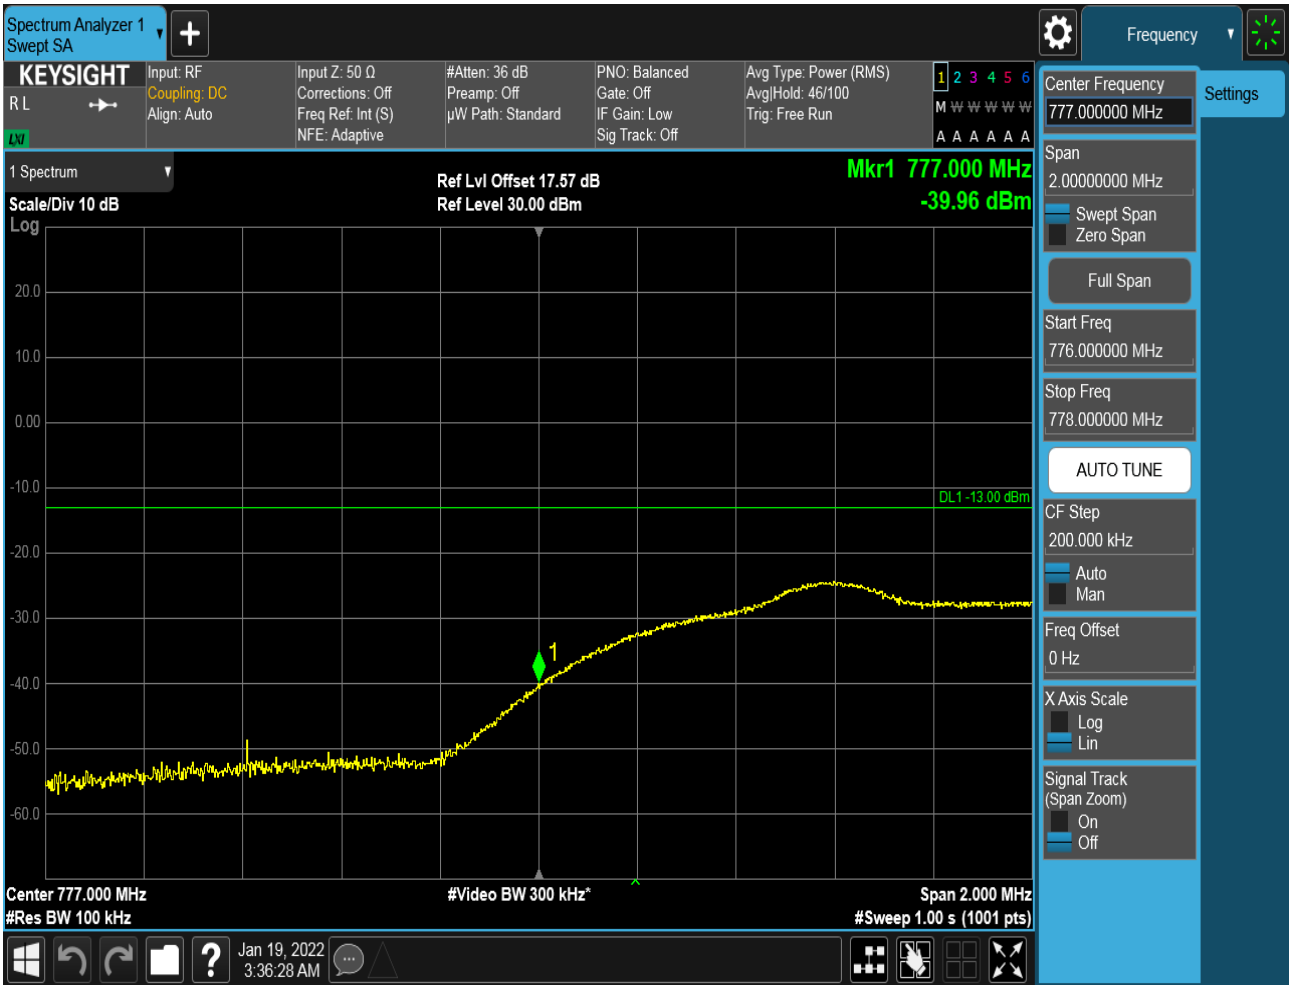 Spectrum Analyzer 1
Swept SA
Frequency
KEYSIGHT
R L
LXI
Input: RF
Coupling: DC
Align: Auto
Input Z: 50 Ω
Corrections: Off
Freq Ref: Int (S)
NFE: Adaptive
#Atten: 36 dB
Preamp: Off
µW Path: Standard
PNO: Balanced
Gate: Off
IF Gain: Low
Sig Track: Off
Avg Type: Power (RMS)
Avg|Hold: 46/100
Trig: Free Run
1 2 3 4 5 6
M W W W W W
A A A A A A
1 Spectrum
Scale/Div 10 dB
Log
Ref Lvl Offset 17.57 dB
Ref Level 30.00 dBm
Mkr1 777.000 MHz
-39.96 dBm
20.0
10.0
0.00
-10.0
DL1 -13.00 dBm
-20.0
-30.0
1
-40.0
-50.0
-60.0
Center 777.000 MHz
#Video BW 300 kHz*
Span 2.000 MHz
#Res BW 100 kHz
#Sweep 1.00 s (1001 pts)
Center Frequency
777.000000 MHz
Settings
Span
2.00000000 MHz
Swept Span
Zero Span
Full Span
Start Freq
776.000000 MHz
Stop Freq
778.000000 MHz
AUTO TUNE
CF Step
200.000 kHz
Auto
Man
Freq Offset
0 Hz
X Axis Scale
Log
Lin
Signal Track
(Span Zoom)
On
Off
?
Jan 19, 2022
3:36:28 AM